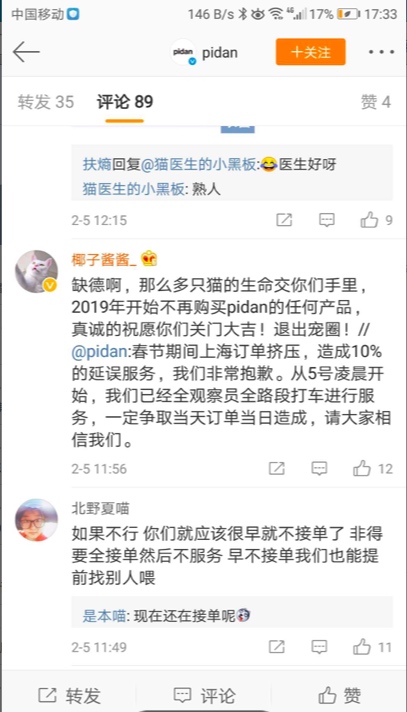 中国移动
146 B/s
4G
17%
17:33
pidan
pidan
+关注
转发 35
评论 89
赞 4
扶熵回复@猫医生的小黑板:😂医生好呀
猫医生的小黑板: 熟人
2-5 12:15
9
椰子酱酱_
缺德啊，那么多只猫的生命交你们手里，
2019年开始不再购买pidan的任何产品，
真诚的祝愿你们关门大吉！退出宠圈！//
@pidan:春节期间上海订单挤压，造成10%
的延误服务，我们非常抱歉。从5号凌晨开
始，我们已经全观察员全路段打车进行服
务，一定争取当天订单当日造成，请大家相
信我们。
2-5 11:56
12
北野夏喵
如果不行 你们就应该很早就不接单了 非得
要全接单然后不服务 早不接单我们也能提
前找别人喂
是本喵: 现在还在接单呢
2-5 11:49
11
转发
评论
赞